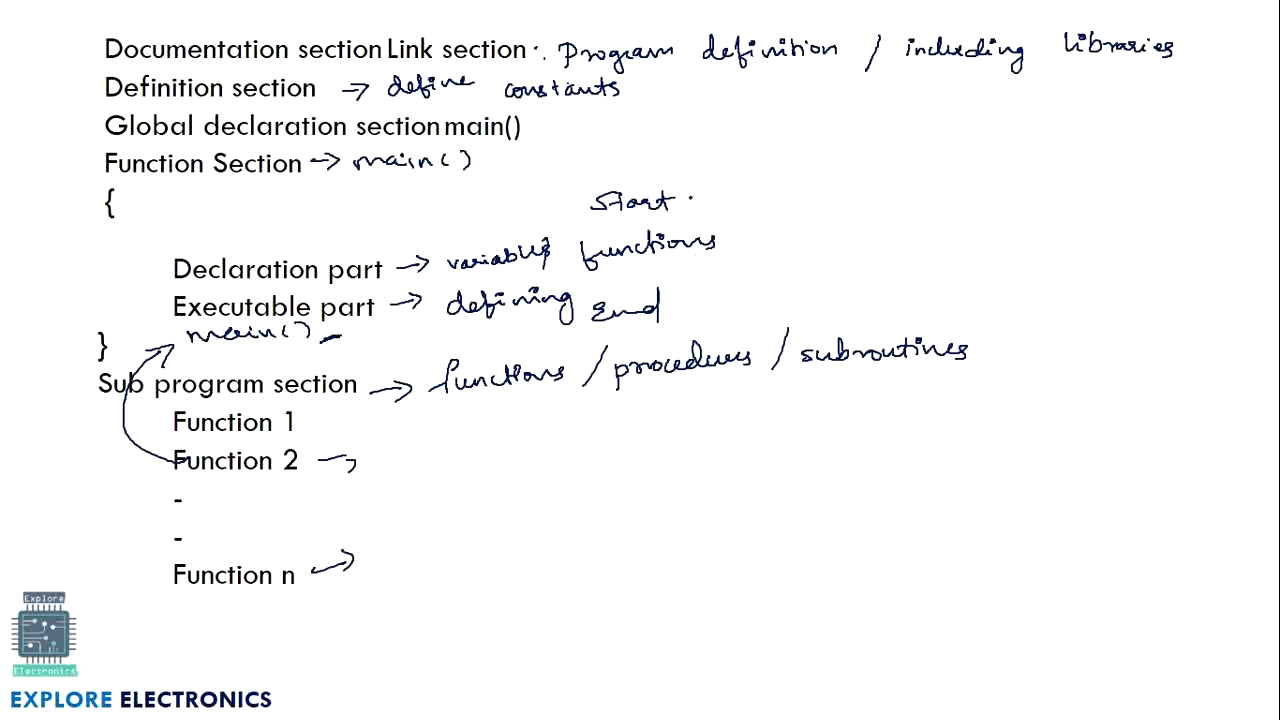 Documentation section Link section . Program definition / including libraries
Definition section → define constants
Global declaration section main()
Function Section → main()
{ Start .
Declaration part → variables functions
Executable part → defining End
} main()
Sub program section → functions / procedures / subroutines
Function 1
Function 2
-
-
Function n
Explore
Electronics
EXPLORE ELECTRONICS